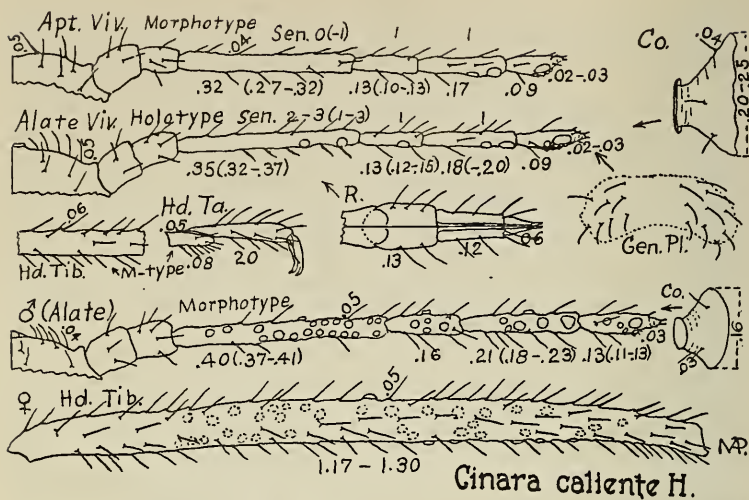 Apt. Viv. Morphotype Sen. 0(-1) 1 1
.05 .04
.32 (.27-.32) .13(.10-.13) .17 .09 .02-.03
Co. .04 .20-.25
Alate Viv. Holotype Sen. 2-3(1-3) 1 1
.05
.35(.32-.37) .13(.12-.15) .18(-.20) .09 .02-.03
.06 Hd. Ta. R.
.05
Hd. Tib. M-type .08 .20 .13 .12 .06 Gen. Pl.
♂(Alate) Morphotype .05 Co.
.04
.40(.37-.41) .16 .21(.18-.23) .13(.11-.13) .03 .03 .16
♀ Hd. Tib. .05
1.17 - 1.30 MP.
Cinara caliente H.